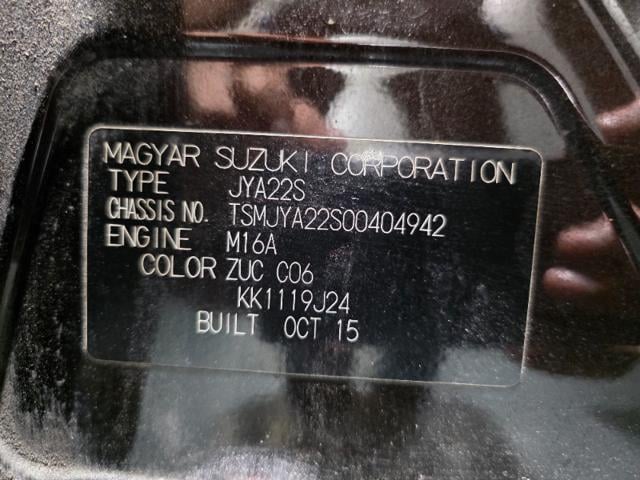 MAGYAR SUZUKI CORPORATION
TYPE JYA22S
CHASSIS NO. TSMJYA22S00404942
ENGINE M16A
COLOR ZUC C06
KK1119J24
BUILT OCT 15